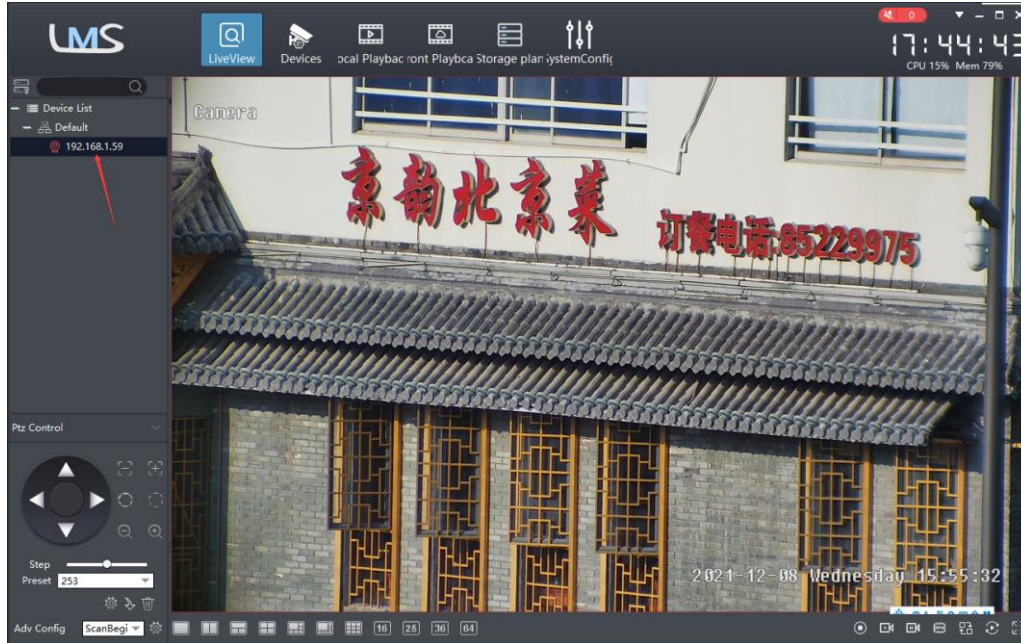 LMS
LiveView
Devices
ocal Playbac
ront Playbca
Storage plan
ystemConfig
0
17:44:43
CPU 15% Mem 79%
Device List
Default
192.168.1.59
Camera
京韵北京菜
订餐电话:85229975
2021-12-08 Wednesday 15:55:32
Ptz Control
Step
Preset 253
Adv Config ScanBegi
16 25 36 64